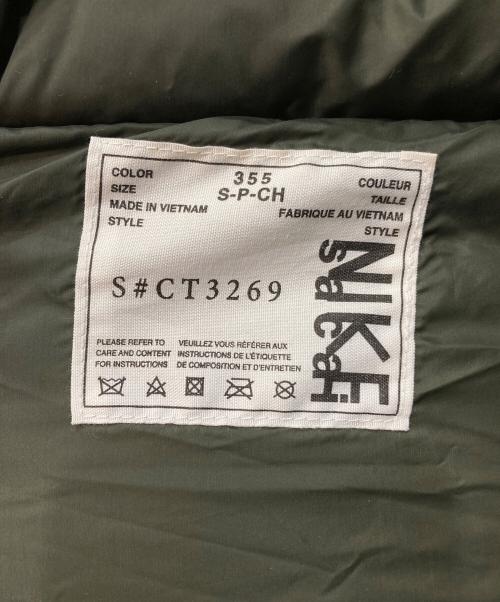 COLOR 355 COULEUR
SIZE S-P-CH TAILLE
MADE IN VIETNAM FABRIQUE AU VIETNAM
STYLE STYLE
S#CT3269
NIKE
sacai
PLEASE REFER TO VEUILLEZ VOUS RÉFÉRER AUX
CARE AND CONTENT INSTRUCTIONS DE L'ÉTIQUETTE
FOR INSTRUCTIONS DE COMPOSITION ET D'ENTRETIEN